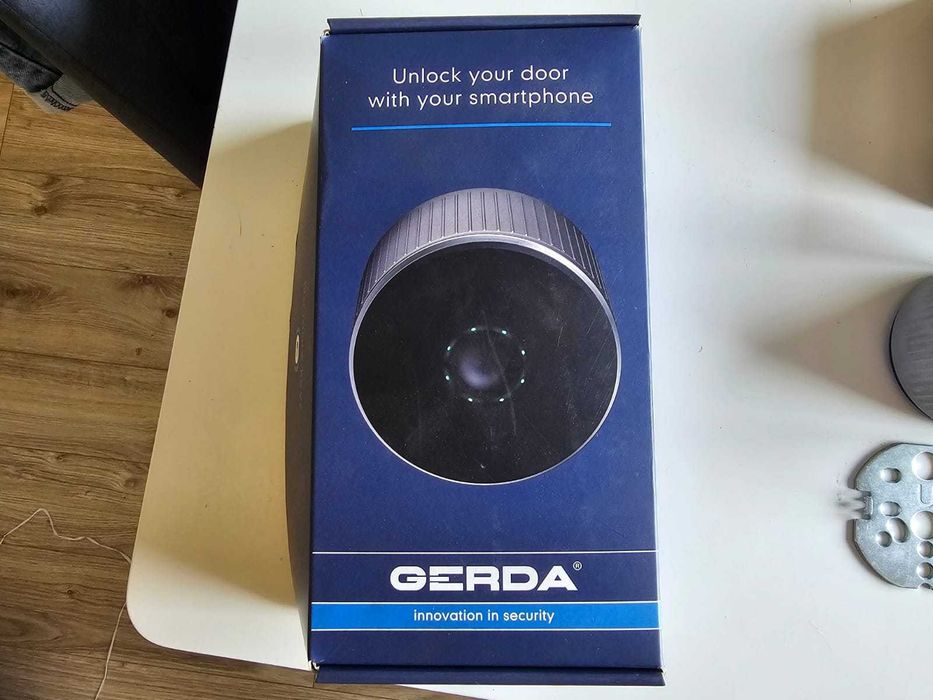 Unlock your door
with your smartphone
GERDA®
innovation in security